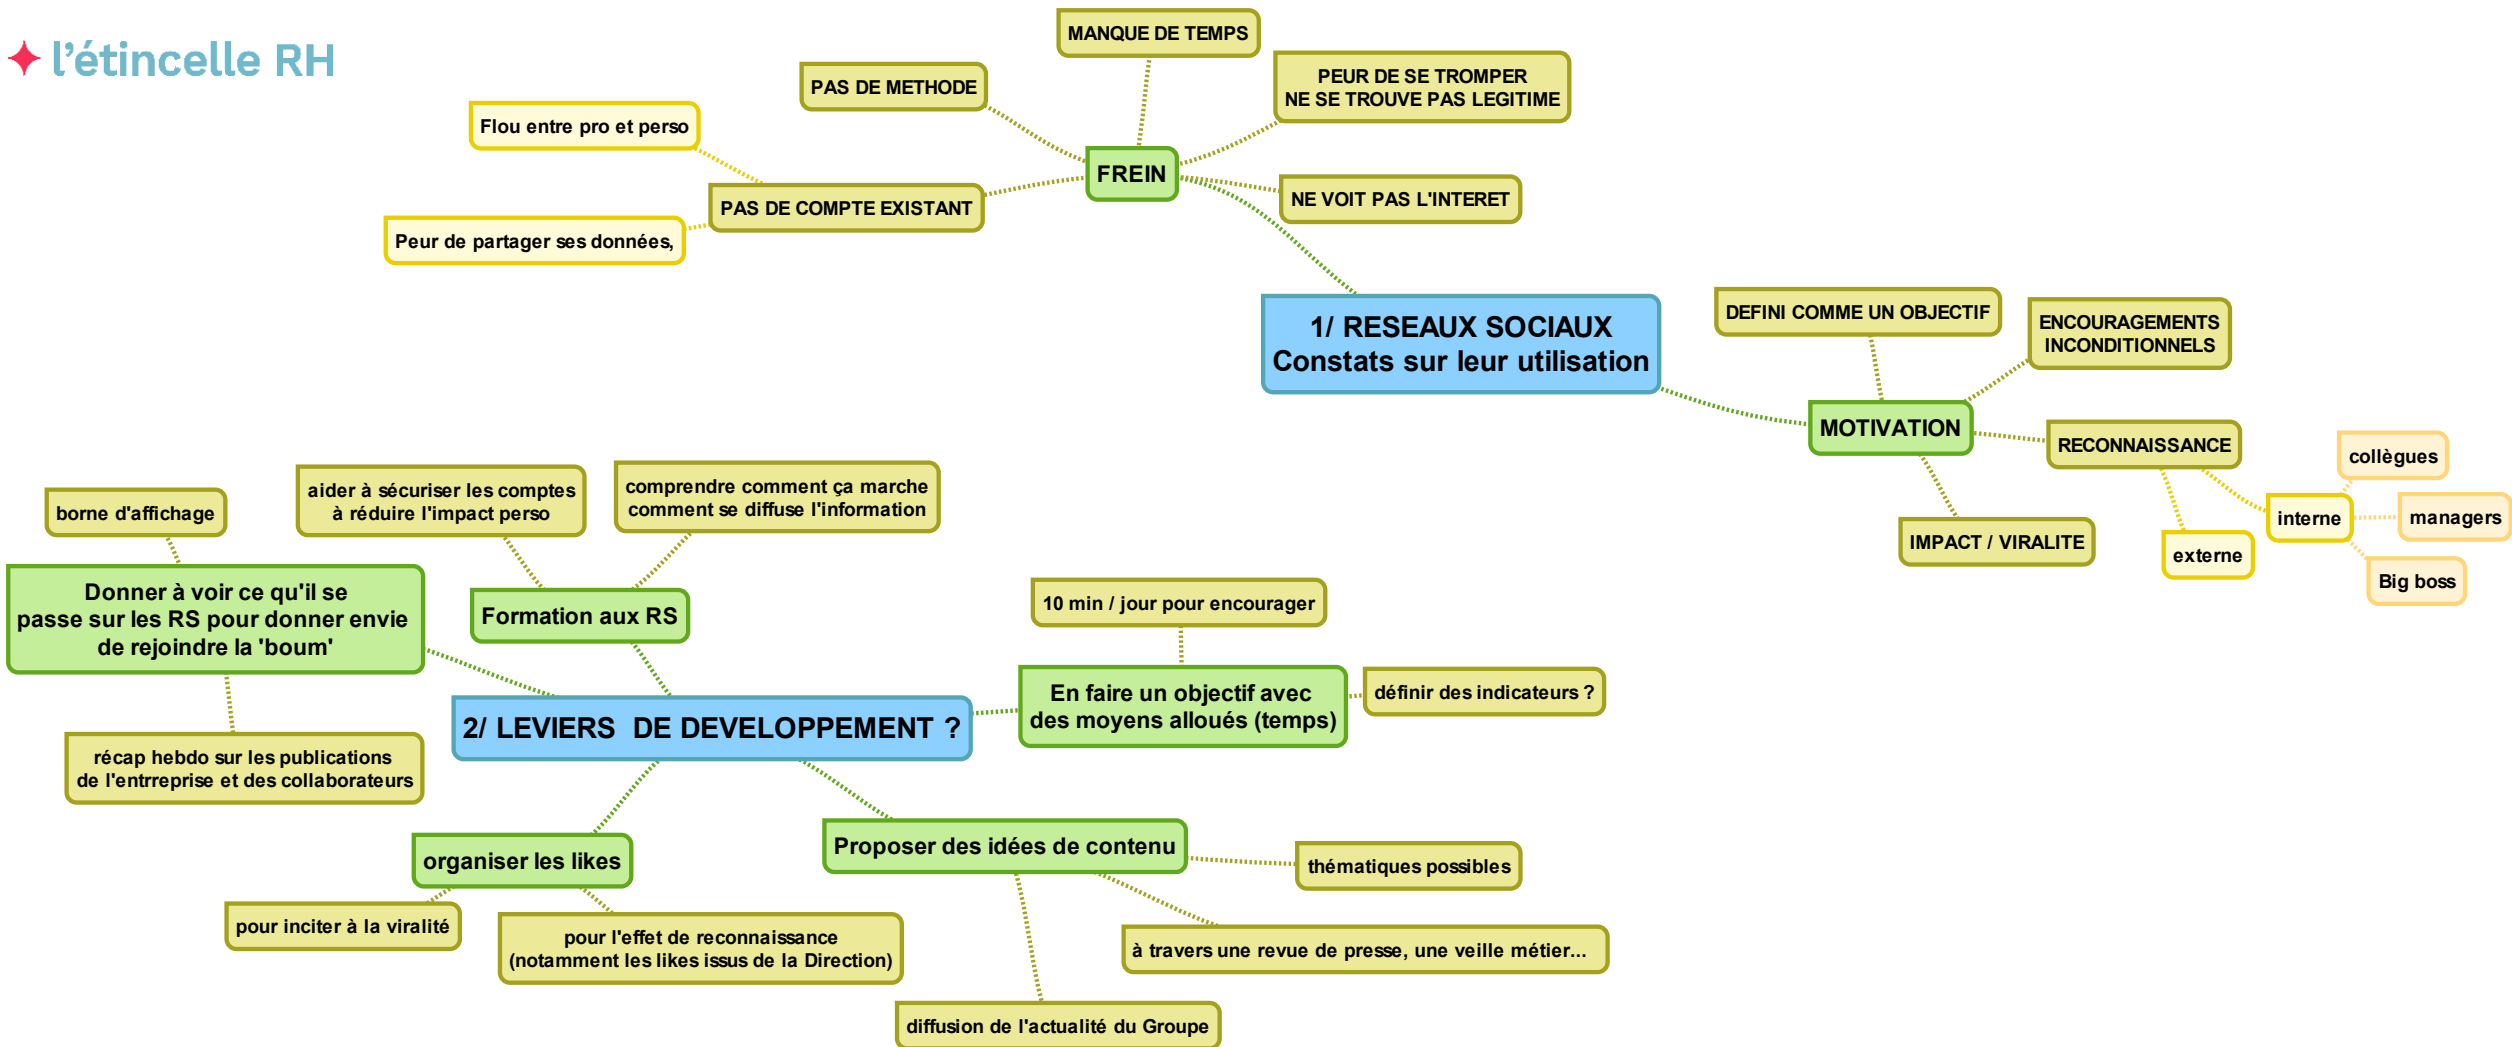 l'étincelle RH
MANQUE DE TEMPS
PAS DE METHODE
PEUR DE SE TROMPER
NE SE TROUVE PAS LEGITIME
Flou entre pro et perso
FREIN
PAS DE COMPTE EXISTANT
NE VOIT PAS L'INTERET
Peur de partager ses données,
1/ RESEAUX SOCIAUX
Constats sur leur utilisation
DEFINI COMME UN OBJECTIF
ENCOURAGEMENTS
INCONDITIONNELS
MOTIVATION
RECONNAISSANCE
collègues
interne
managers
externe
Big boss
IMPACT / VIRALITE
borne d'affichage
aider à sécuriser les comptes
à réduire l'impact perso
comprendre comment ça marche
comment se diffuse l'information
Donner à voir ce qu'il se
passe sur les RS pour donner envie
de rejoindre la 'boum'
Formation aux RS
10 min / jour pour encourager
2/ LEVIERS  DE DEVELOPPEMENT ?
En faire un objectif avec
des moyens alloués (temps)
définir des indicateurs ?
récap hebdo sur les publications
de l'entrreprise et des collaborateurs
organiser les likes
Proposer des idées de contenu
thématiques possibles
pour inciter à la viralité
pour l'effet de reconnaissance
(notamment les likes issus de la Direction)
à travers une revue de presse, une veille métier...
diffusion de l'actualité du Groupe